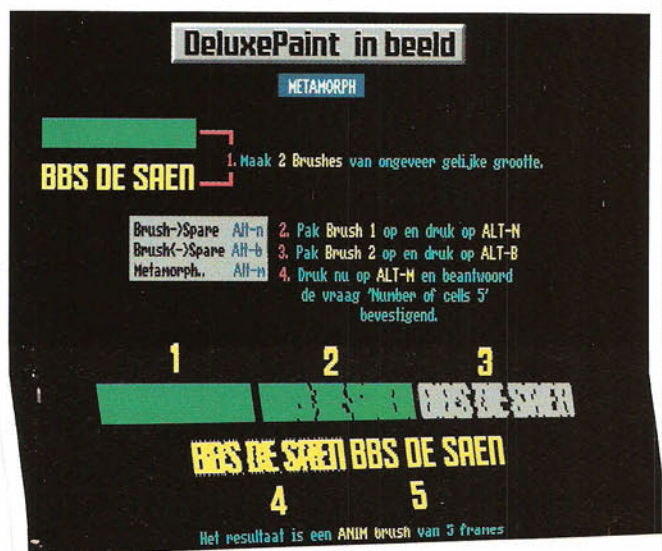 DeluxePaint in beeld
METAMORPH
1. Maak 2 Brushes van ongeveer gelijke grootte.
BBS DE SAEN
Brush->Spare Alt-n
Brush<->Spare Alt-b
Metamorph.. Alt-m
2. Pak Brush 1 op en druk op ALT-N
3. Pak Brush 2 op en druk op ALT-B
4. Druk nu op ALT-M en beantwoord
de vraag 'Number of cells 5'
bevestigend.
1 2 3
BBS DE SAEN
BBS DE SAEN BBS DE SAEN
4 5
Het resultaat is een ANIM brush van 5 frames